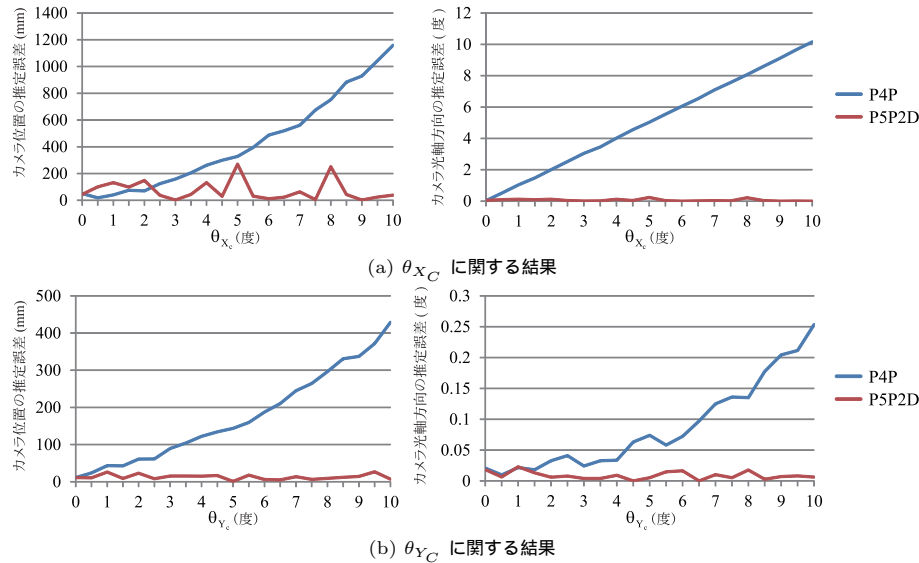 カメラ位置の推定誤差 (mm)
1400
1200
1000
800
600
400
200
0
0 1 2 3 4 5 6 7 8 9 10
θXc (度)
カメラ光軸方向の推定誤差 (度)
12
10
8
6
4
2
0
0 1 2 3 4 5 6 7 8 9 10
θXc (度)
P4P
P5P2D
(a) θXC に関する結果
カメラ位置の推定誤差 (mm)
500
400
300
200
100
0
0 1 2 3 4 5 6 7 8 9 10
θYc (度)
カメラ光軸方向の推定誤差 (度)
0.3
0.25
0.2
0.15
0.1
0.05
0
0 1 2 3 4 5 6 7 8 9 10
θYc (度)
P4P
P5P2D
(b) θYC に関する結果